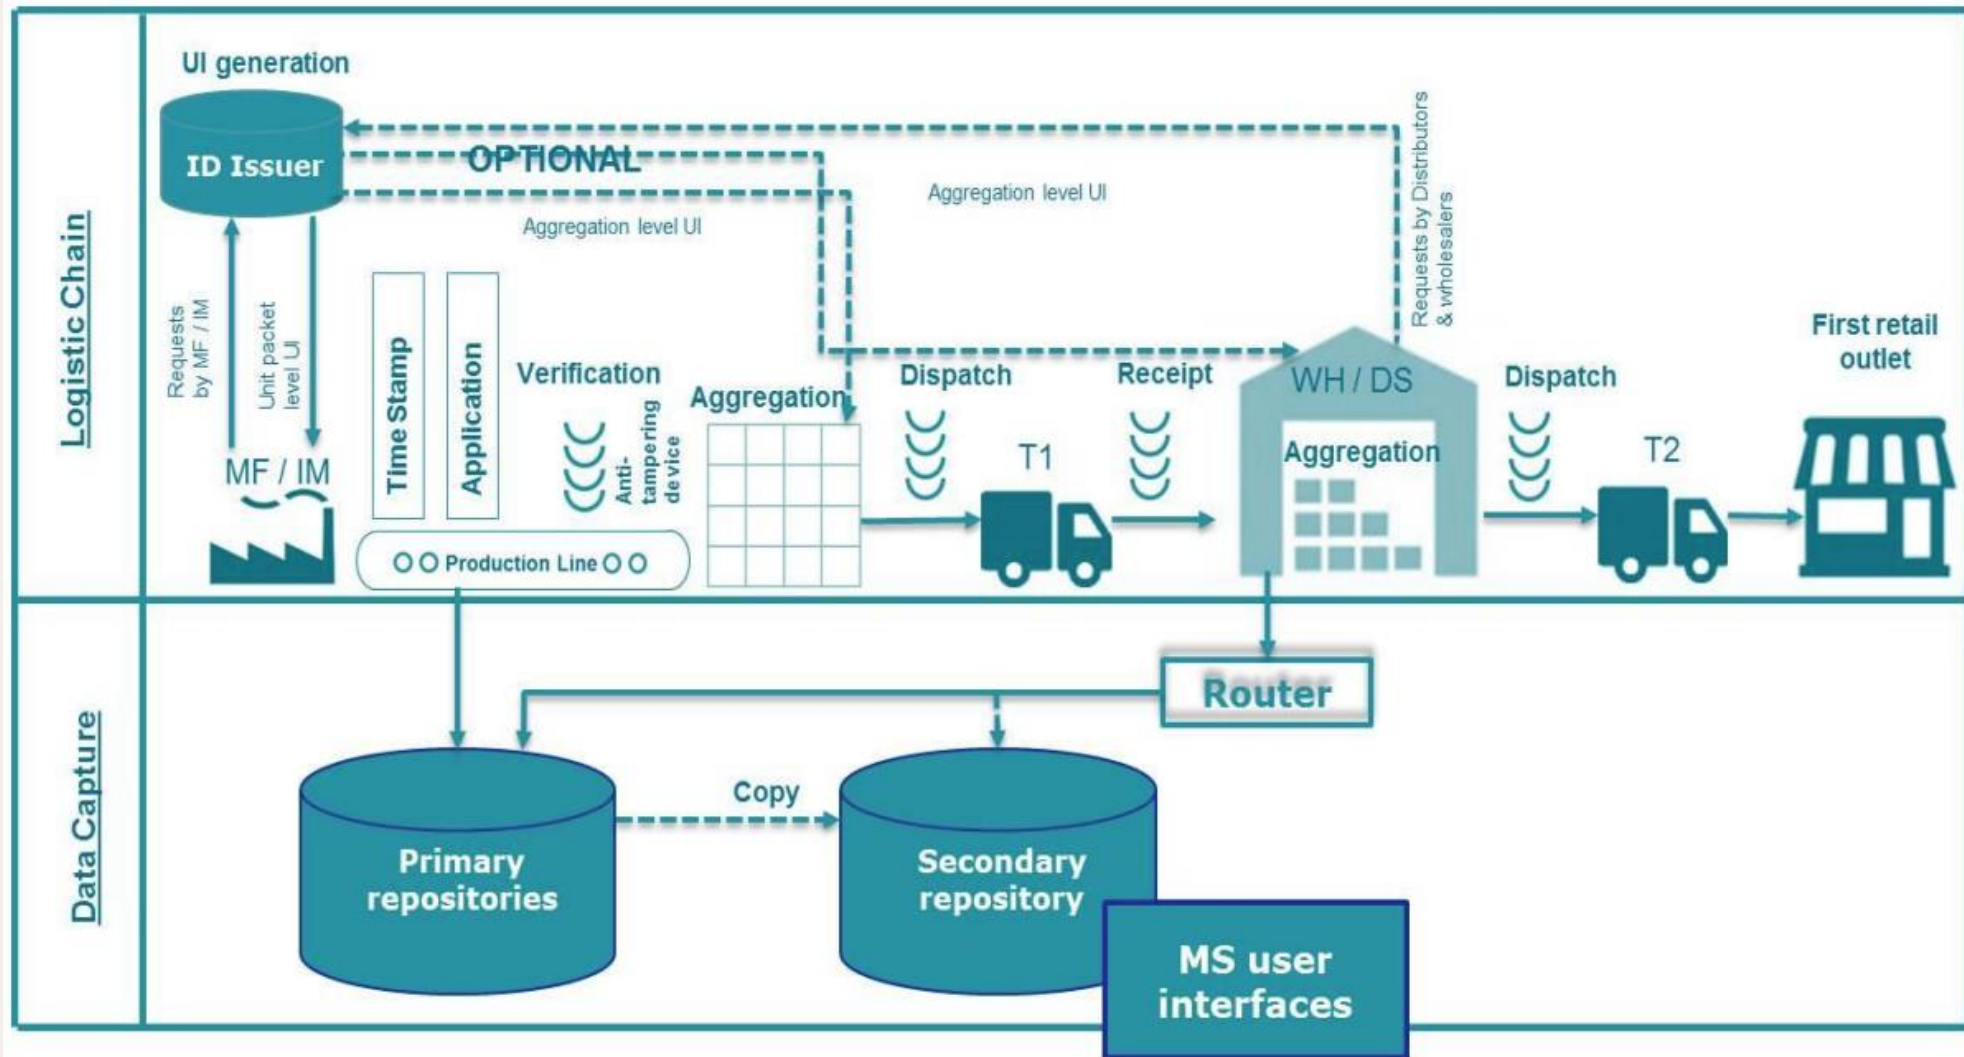 UI generation
ID Issuer
OPTIONAL
Aggregation level UI
Aggregation level UI
Requests by Distributors
& wholesalers
Logistic Chain
Requests
by MF / IM
Unit packet
level UI
MF / IM
Time Stamp
Application
Verification
Anti-
tampering
device
Production Line
Aggregation
Dispatch
T1
Receipt
WH / DS
Aggregation
Dispatch
T2
First retail
outlet
Data Capture
Router
Copy
Primary
repositories
Secondary
repository
MS user
interfaces